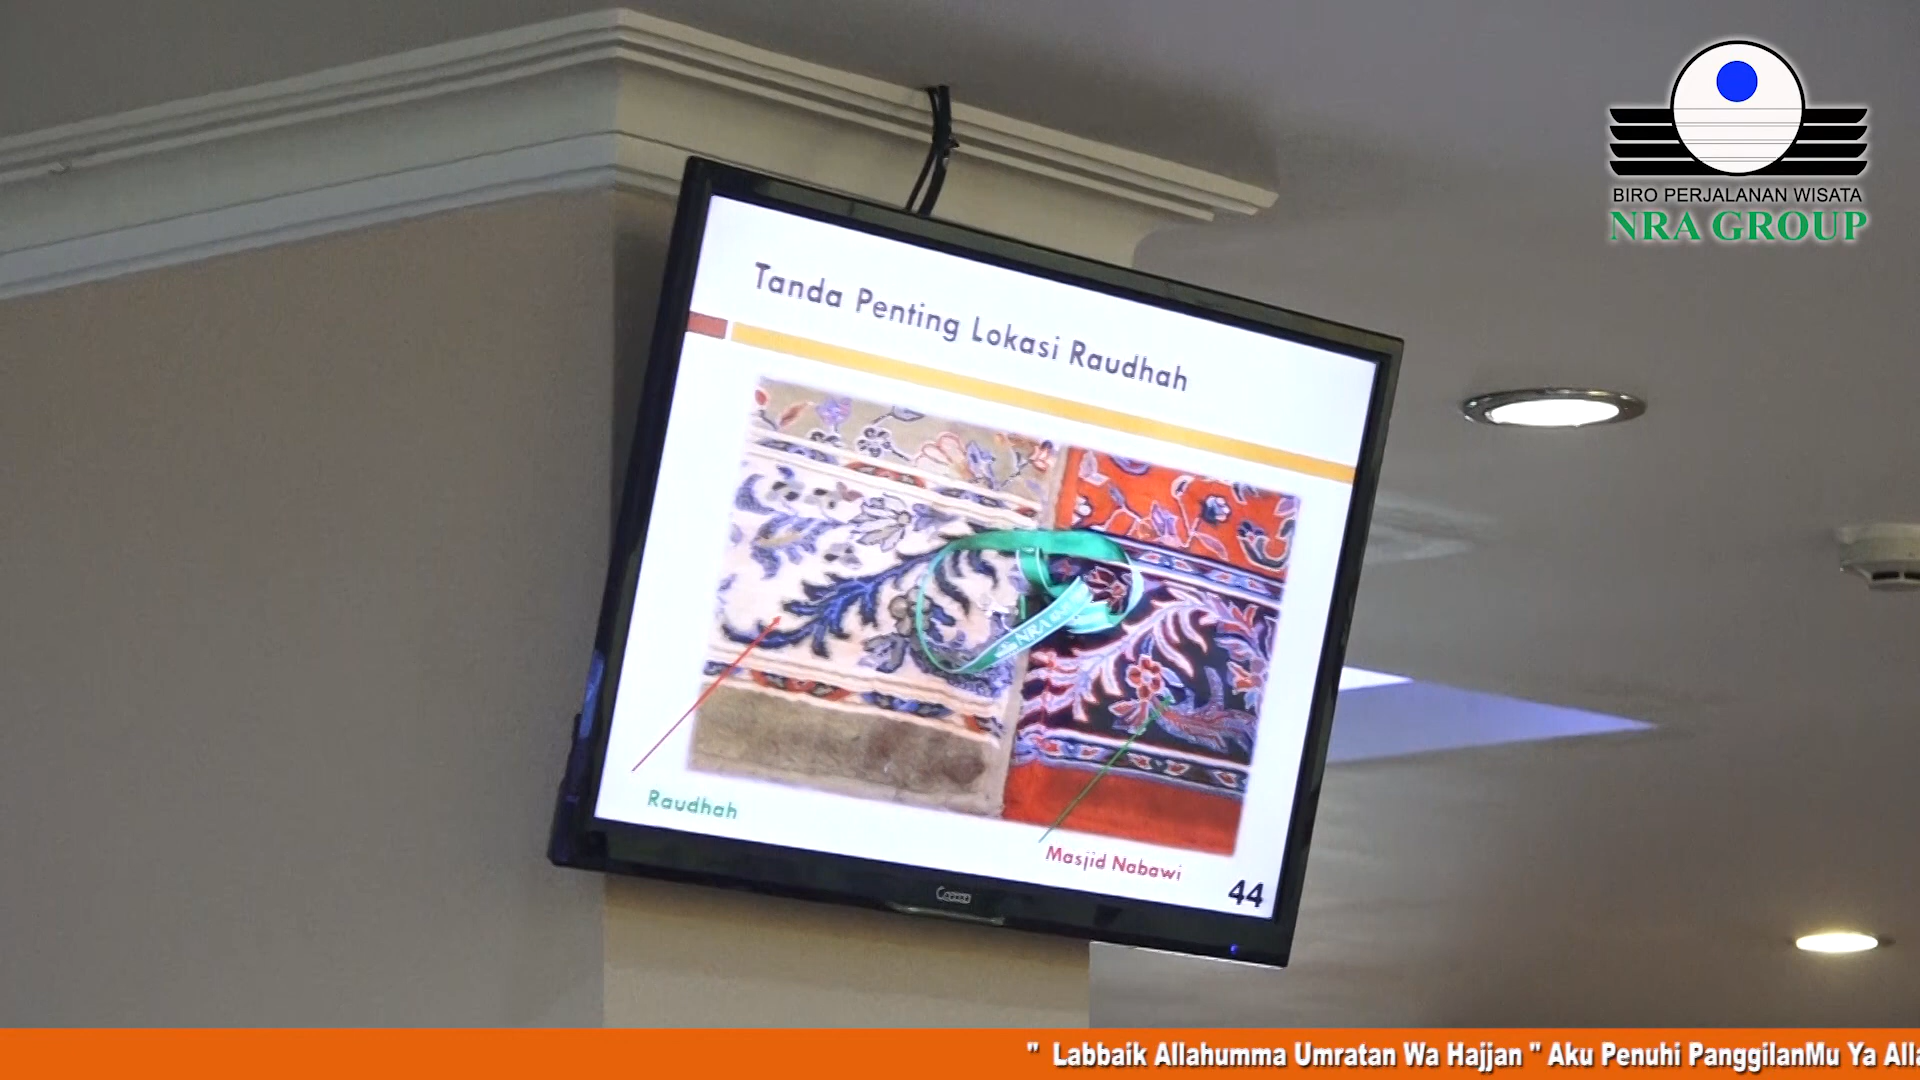 BIRO PERJALANAN WISATA
NRA GROUP
Tanda Penting Lokasi Raudhah
NRA
Raudhah
Masjid Nabawi
44
" Labbaik Allahumma Umratan Wa Hajjan " Aku Penuhi PanggilanMu Ya Alla